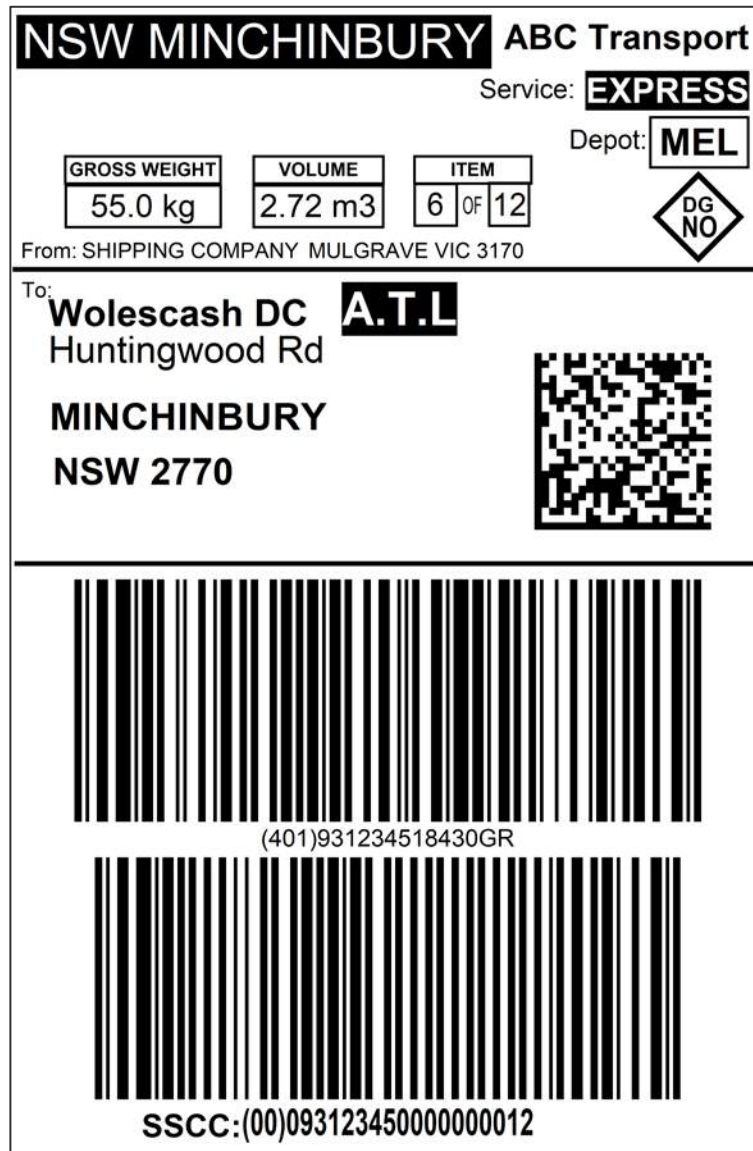 NSW MINCHINBURY ABC Transport
Service: EXPRESS
Depot: MEL
GROSS WEIGHT VOLUME ITEM
55.0 kg 2.72 m3 6 OF 12
DG
NO
From: SHIPPING COMPANY MULGRAVE VIC 3170
To:
Wolescash DC A.T.L
Huntingwood Rd
MINCHINBURY
NSW 2770
(401)931234518430GR
SSCC:(00)093123450000000012